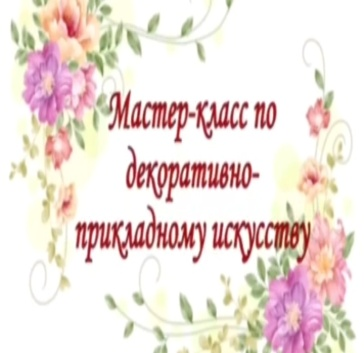 Мастер-класс по
декоративно-
прикладному искусству